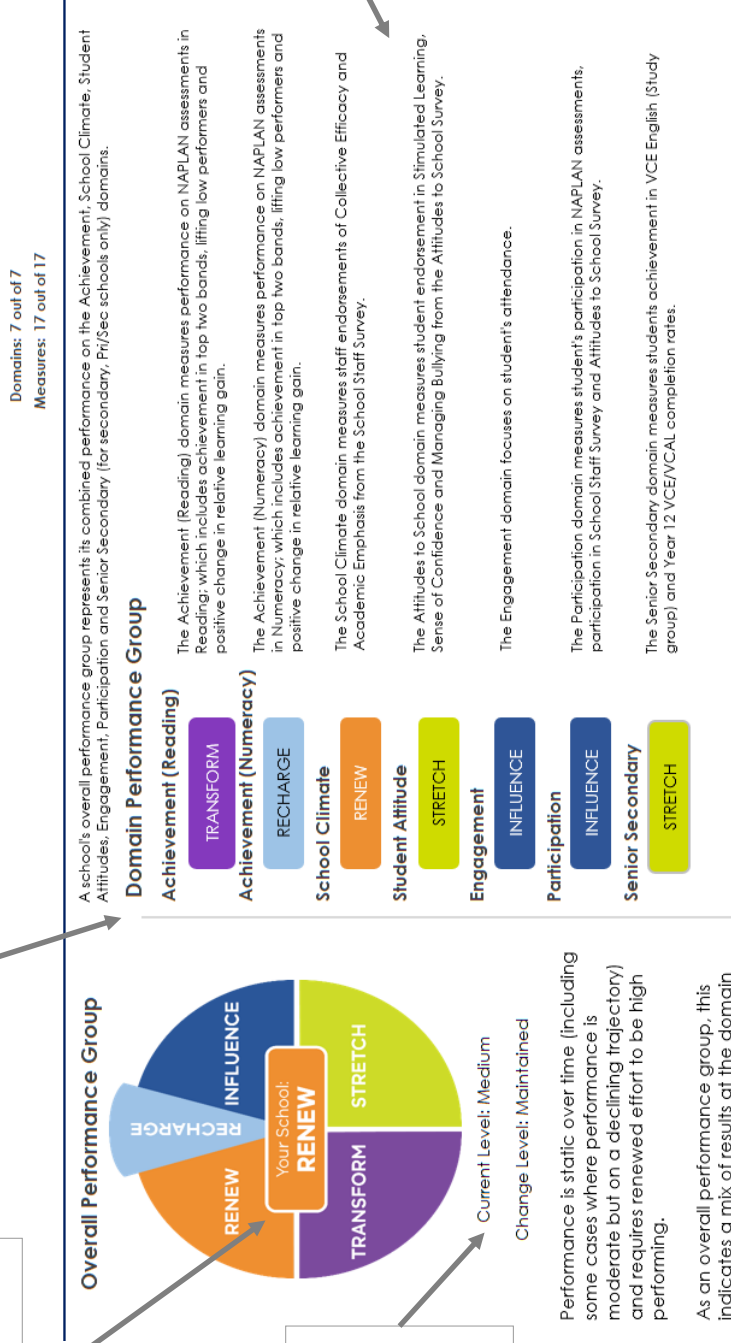 Domains: 7 out of 7
Measures: 17 out of 17
A school's overall performance group represents its combined performance on the Achievement, School Climate, Student
Attitudes, Engagement, Participation and Senior Secondary (for secondary, Pri/Sec schools only) domains.
Overall Performance Group
RENEW
RECHARGE
INFLUENCE
Your School:
RENEW
TRANSFORM
STRETCH
Current Level: Medium
Change Level: Maintained
Performance is static over time (including
some cases where performance is
moderate but on a declining trajectory)
and requires renewed effort to be high
performing.
As an overall performance group, this
indicates a mix of results at the domain
Domain Performance Group
Achievement (Reading)
TRANSFORM
The Achievement (Reading) domain measures performance on NAPLAN assessments in
Reading; which includes achievement in top two bands, lifting low performers and
positive change in relative learning gain.
Achievement (Numeracy)
RECHARGE
The Achievement (Numeracy) domain measures performance on NAPLAN assessments
in Numeracy; which includes achievement in top two bands, lifting low performers and
positive change in relative learning gain.
School Climate
RENEW
The School Climate domain measures staff endorsements of Collective Efficacy and
Academic Emphasis from the School Staff Survey.
Student Attitude
STRETCH
The Attitudes to School domain measures student endorsement in Stimulated Learning,
Sense of Confidence and Managing Bullying from the Attitudes to School Survey.
Engagement
INFLUENCE
The Engagement domain focuses on student's attendance.
Participation
INFLUENCE
The Participation domain measures student's participation in NAPLAN assessments,
participation in School Staff Survey and Attitudes to School Survey.
Senior Secondary
STRETCH
The Senior Secondary domain measures students achievement in VCE English (Study
group) and Year 12 VCE/VCAL completion rates.